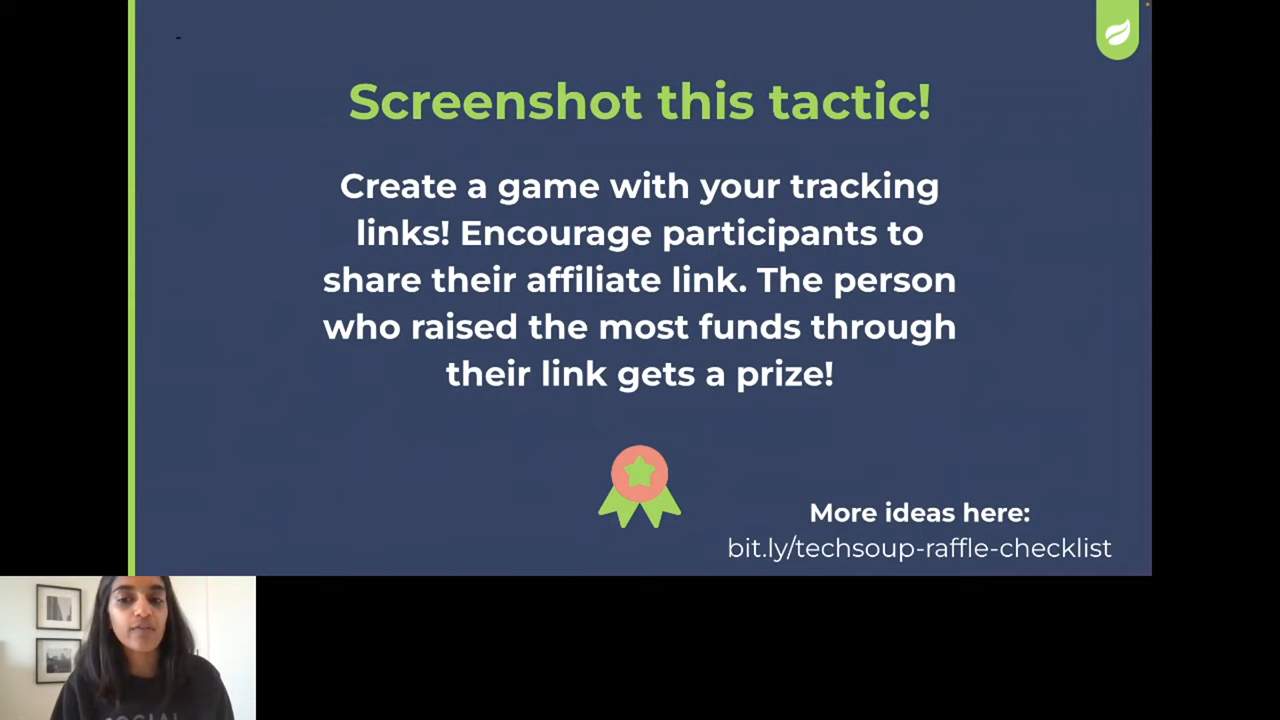 Screenshot this tactic!
Create a game with your tracking
links! Encourage participants to
share their affiliate link. The person
who raised the most funds through
their link gets a prize!
More ideas here:
bit.ly/techsoup-raffle-checklist
SOCIAL